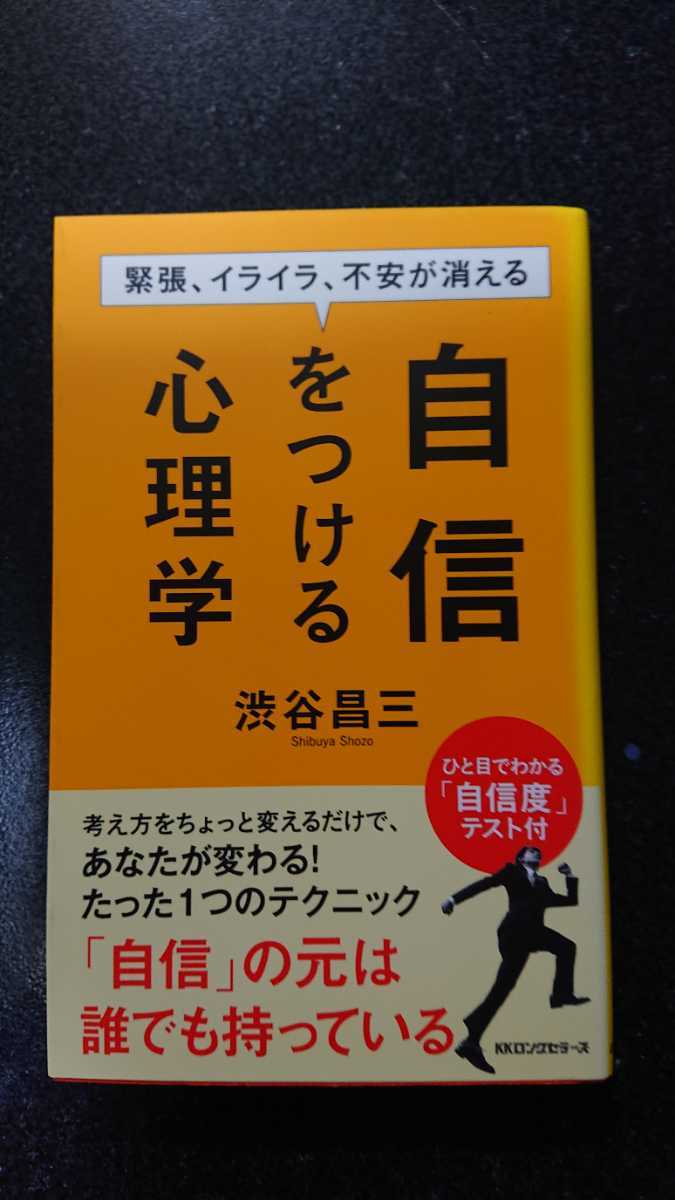 緊張、イライラ、不安が消える
自信
をつける
心理学
渋谷昌三
Shibuya Shozo
ひと目でわかる
「自信度」
テスト付
考え方をちょっと変えるだけで、
あなたが変わる!
たった1つのテクニック
「自信」の元は
誰でも持っている
KKロングセラーズ